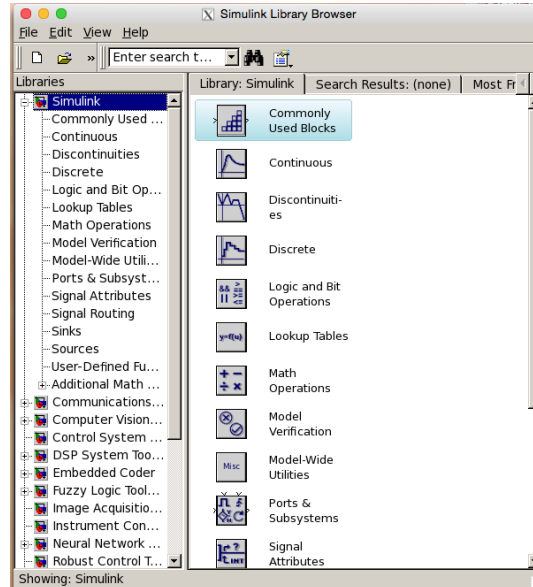 Simulink Library Browser
File Edit View Help
» Enter search t...
Libraries
Simulink
Commonly Used ...
Continuous
Discontinuities
Discrete
Logic and Bit Op...
Lookup Tables
Math Operations
Model Verification
Model-Wide Utili...
Ports & Subsyst...
Signal Attributes
Signal Routing
Sinks
Sources
User-Defined Fu...
Additional Math ...
Communications...
Computer Vision...
Control System ...
DSP System Too...
Embedded Coder
Fuzzy Logic Tool...
Image Acquisitio...
Instrument Con...
Neural Network ...
Robust Control T...
Library: Simulink Search Results: (none) Most Fr
Commonly
Used Blocks
Continuous
Discontinuiti-
es
Discrete
Logic and Bit
Operations
y=f(u)
Lookup Tables
+ −
÷ ×
Math
Operations
Model
Verification
Misc
Model-Wide
Utilities
Ports &
Subsystems
Signal
Attributes
Showing: Simulink